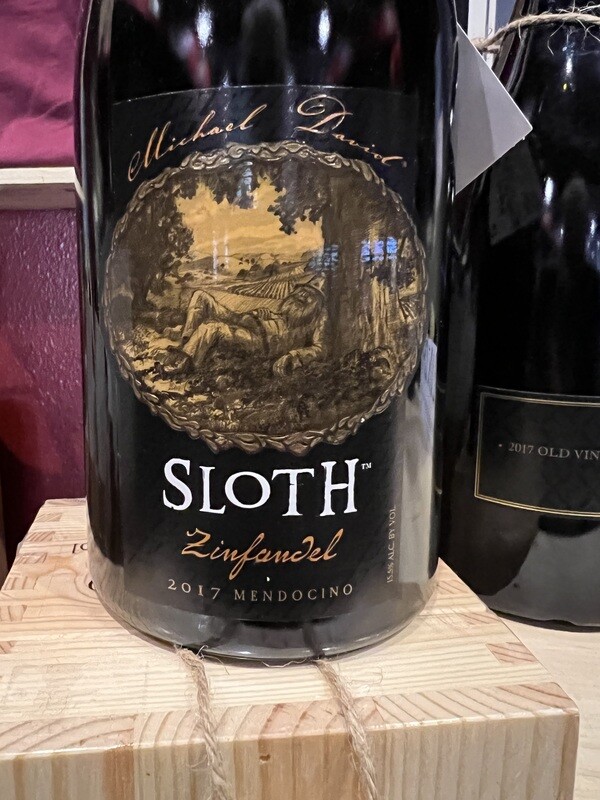 Michael David
SLOTH™
Zinfandel
2017 MENDOCINO
15.5% ALC. BY VOL
2017 OLD VIN